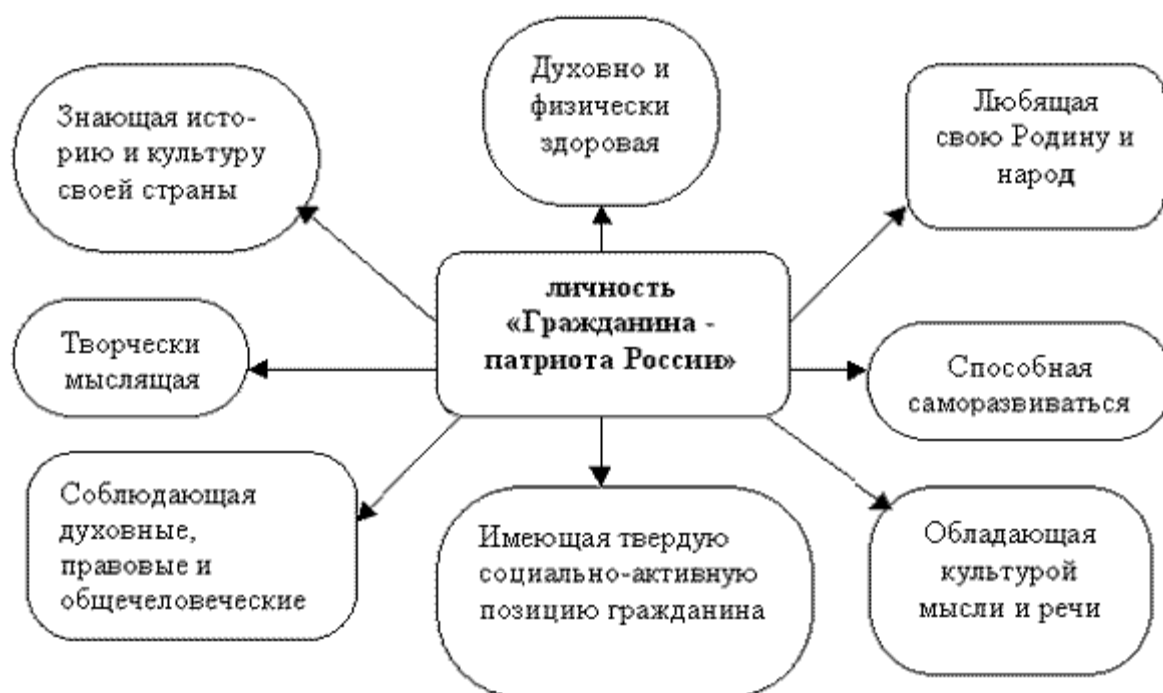 Духовно и
физически
здоровая
Знающая исто-
рию и культуру
своей страны
Любящая
свою Родину и
народ
личность
«Гражданина -
патриота России»
Творчески
мыслящая
Способная
саморазвиваться
Соблюдающая
духовные,
правовые и
общечеловеческие
Имеющая твердую
социально-активную
позицию гражданина
Обладающая
культурой
мысли и речи